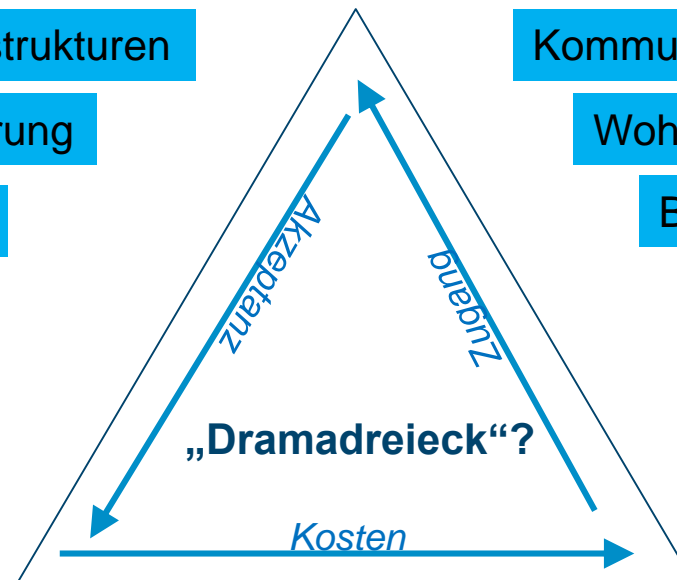 strukturen
Kommu
rung
Woh
B
Akzeptanz
Zugang
„Dramadreieck“?
Kosten